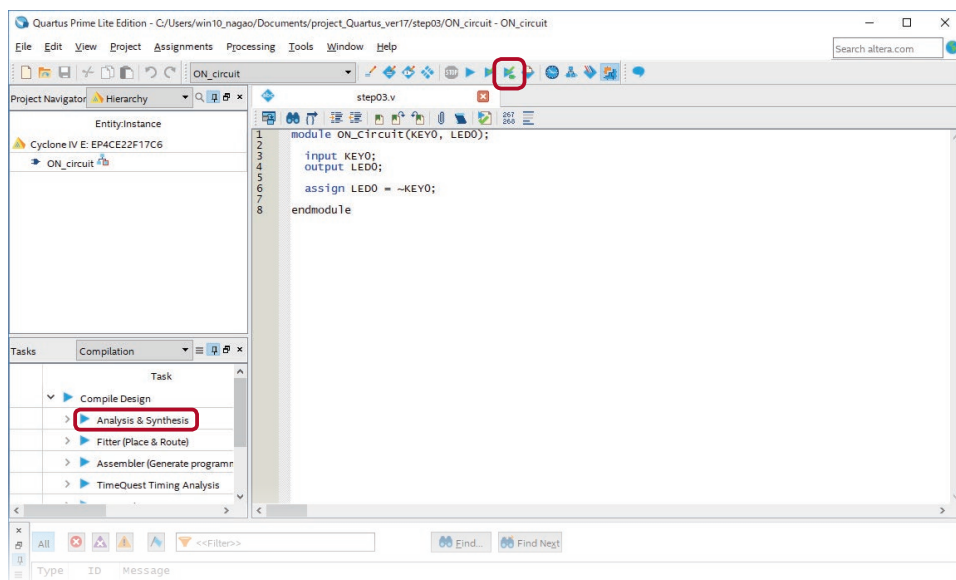 Quartus Prime Lite Edition - C:/Users/win10_nagao/Documents/project_Quartus_ver17/step03/ON_circuit - ON_circuit
File Edit View Project Assignments Processing Tools Window Help
Search altera.com
ON_circuit
STOP
Project Navigator Hierarchy
step03.v
Entity:Instance
267
268
Cyclone IV E: EP4CE22F17C6
ON_circuit
1 module ON_Circuit(KEY0, LED0);
2
3 input KEY0;
4 output LED0;
5
6 assign LED0 = ~KEY0;
7
8 endmodule
Tasks Compilation
Task
Compile Design
Analysis & Synthesis
Fitter (Place & Route)
Assembler (Generate programm
TimeQuest Timing Analysis
All <<Filter>> Find... Find Next
Type ID Message